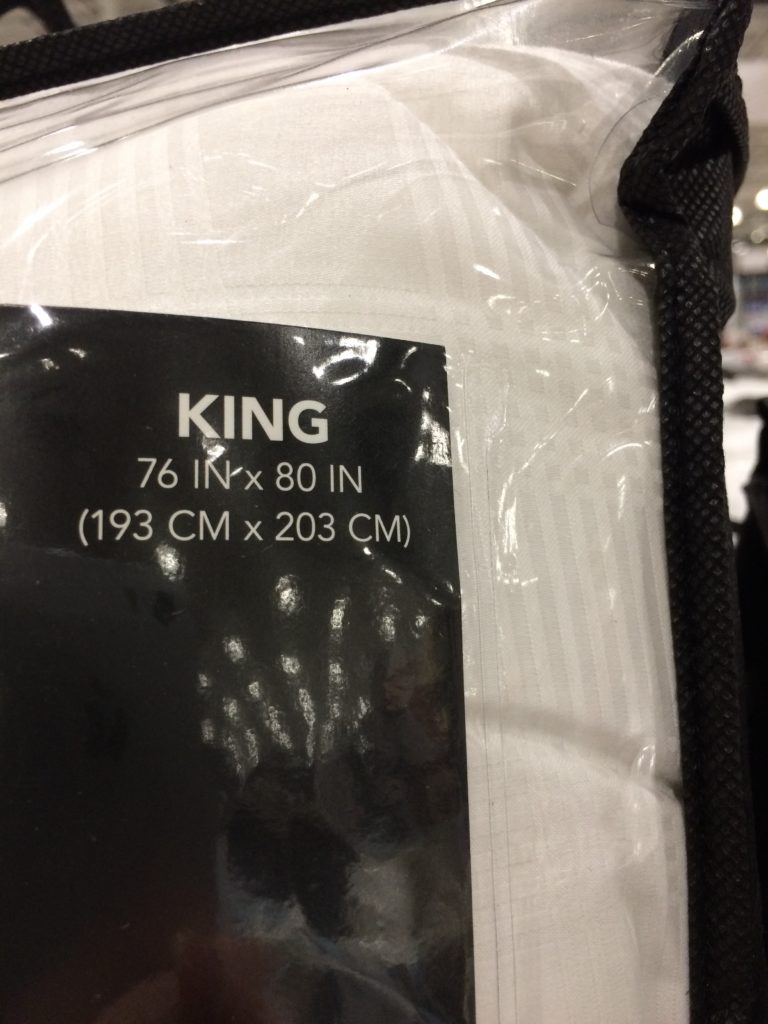 KING
76 IN x 80 IN
(193 CM x 203 CM)